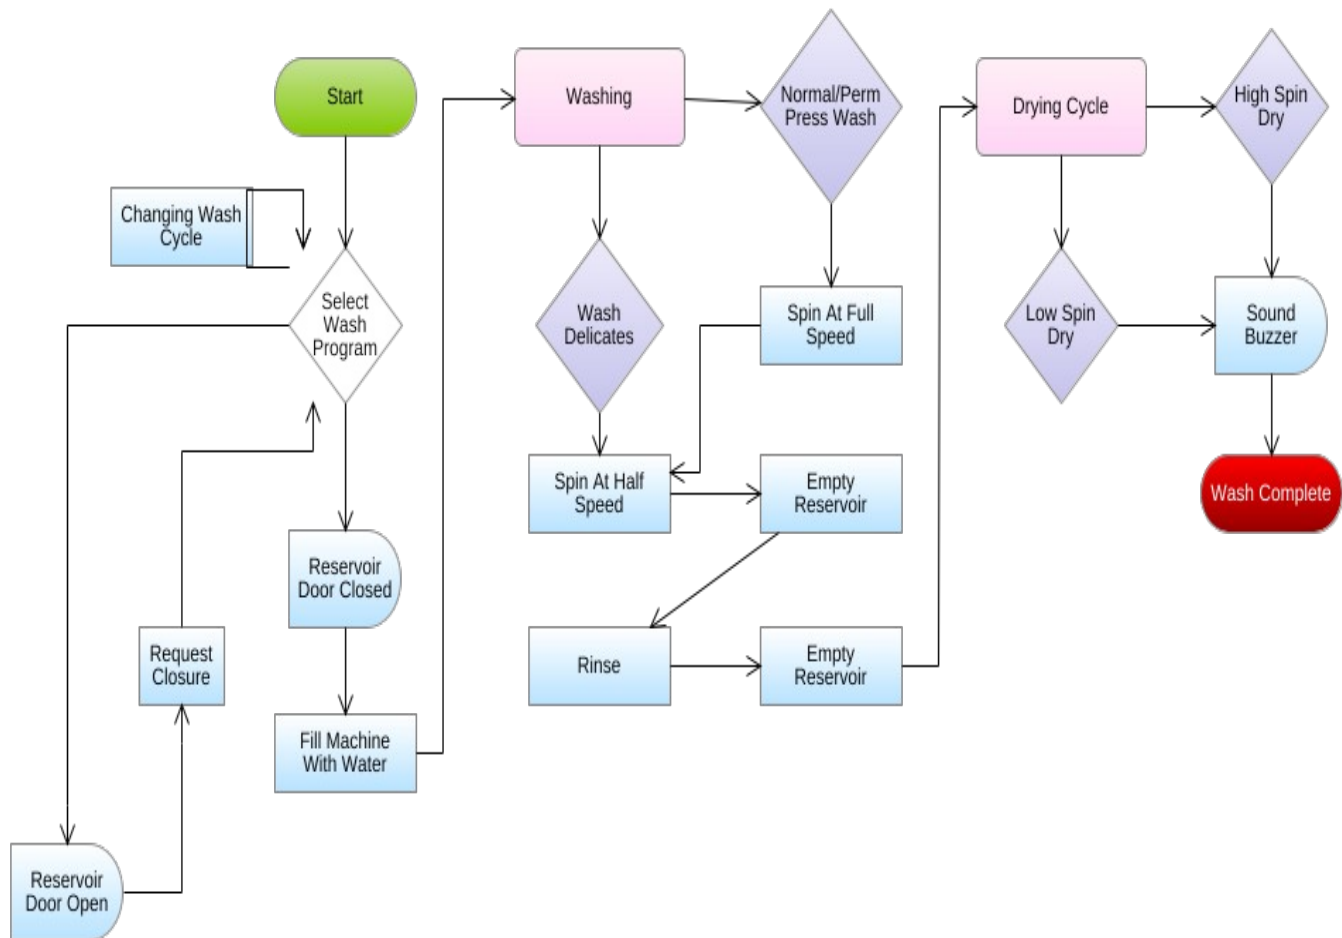 Start
Changing Wash
Cycle
Select
Wash
Program
Reservoir
Door Closed
Request
Closure
Fill Machine
With Water
Reservoir
Door Open
Washing
Normal/Perm
Press Wash
Wash
Delicates
Spin At Full
Speed
Spin At Half
Speed
Empty
Reservoir
Rinse
Empty
Reservoir
Drying Cycle
High Spin
Dry
Low Spin
Dry
Sound
Buzzer
Wash Complete